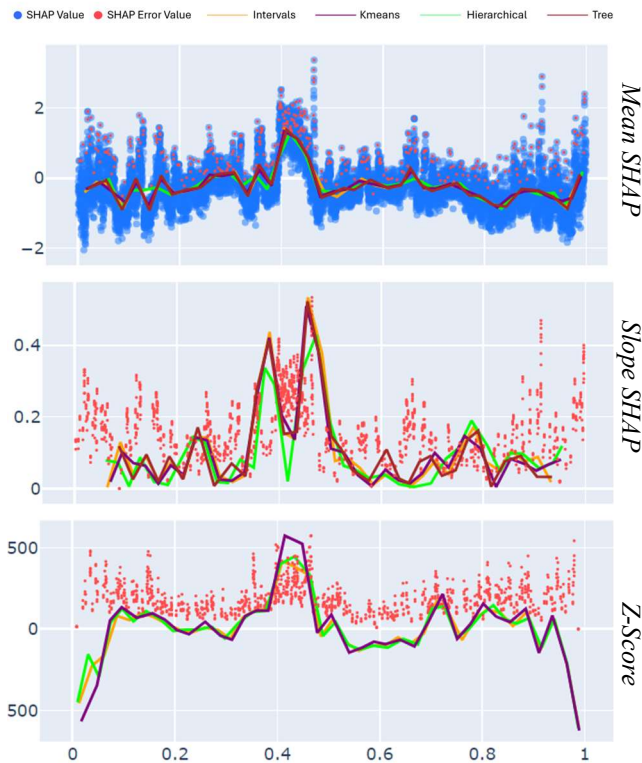 SHAP Value SHAP Error Value Intervals Kmeans Hierarchical Tree
2
0
−2
Mean SHAP
0.4
0.2
0
Slope SHAP
500
0
500
Z-Score
0 0.2 0.4 0.6 0.8 1